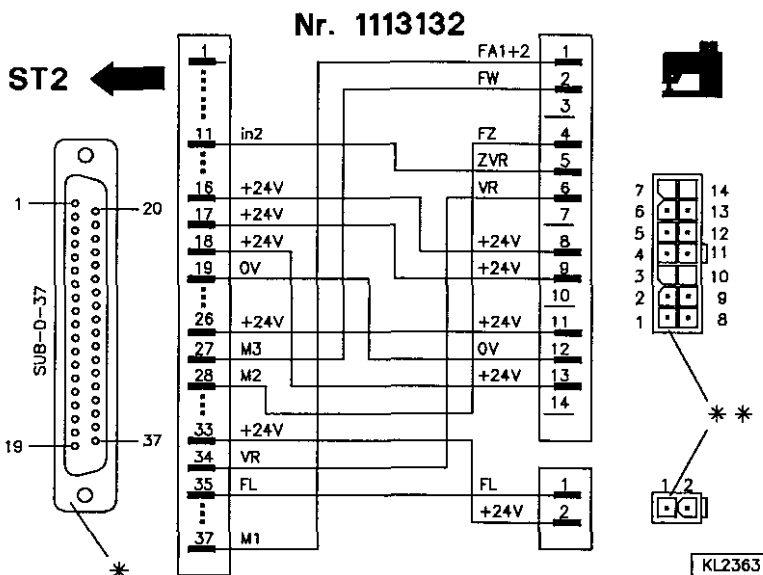 Nr. 1113132
ST2
SUB-D-37
1
20
19
37
*
1
11 in2
16 +24V
17 +24V
18 +24V
19 0V
26 +24V
27 M3
28 M2
33 +24V
34 VR
35 FL
37 M1
FA1+2 1
FW 2
3
FZ 4
ZVR 5
VR 6
7
+24V 8
+24V 9
10
+24V 11
0V 12
+24V 13
14
FL 1
+24V 2
7 14
6 13
5 12
4 11
3 10
2 9
1 8
* *
1 2
KL2363